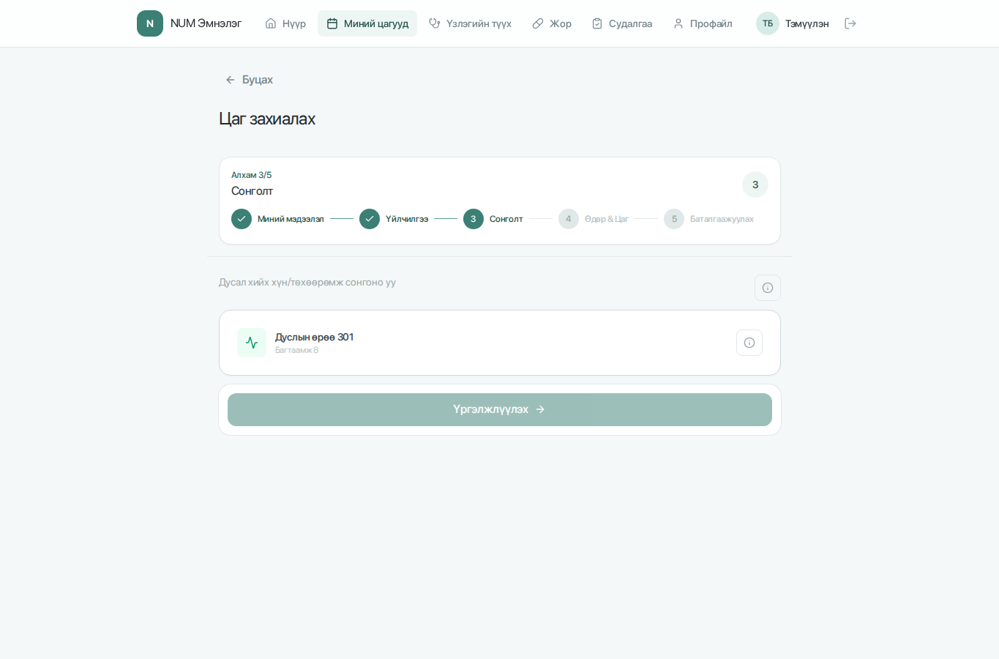 N NUM Эмнэлэг Нүүр Миний цагууд Үзлэгийн түүх Жор Судалгаа Профайл ТБ Тэмүүлэн
Буцах
Цаг захиалах
Алхам 3/5
Сонголт
3
Миний мэдээлэл Үйлчилгээ 3 Сонголт 4 Өдөр & Цаг 5 Баталгаажуулах
Дусал хийх хүн/төхөөрөмж сонгоно уу
Дуслын өрөө 301
Багтаамж 8
Үргэлжлүүлэх